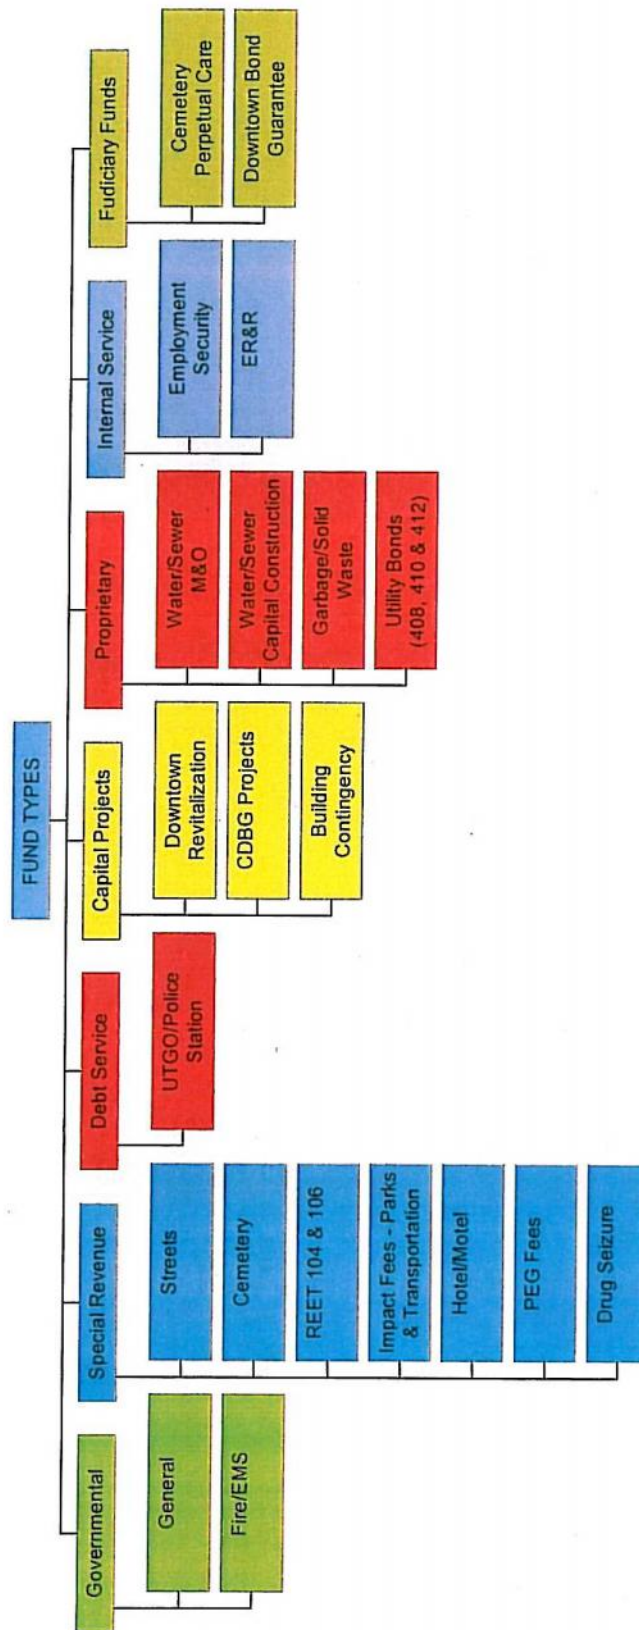 FUND TYPES
Governmental
General
Fire/EMS
Special Revenue
Streets
Cemetery
REET 104 & 106
Impact Fees - Parks
& Transportation
Hotel/Motel
PEG Fees
Drug Seizure
Debt Service
UTGO/Police
Station
Capital Projects
Downtown
Revitalization
CDBG Projects
Building
Contingency
Proprietary
Water/Sewer
M&O
Water/Sewer
Capital Construction
Garbage/Solid
Waste
Utility Bonds
(408, 410 & 412)
Internal Service
Employment
Security
ER&R
Fudiciary Funds
Cemetery
Perpetual Care
Downtown Bond
Guarantee